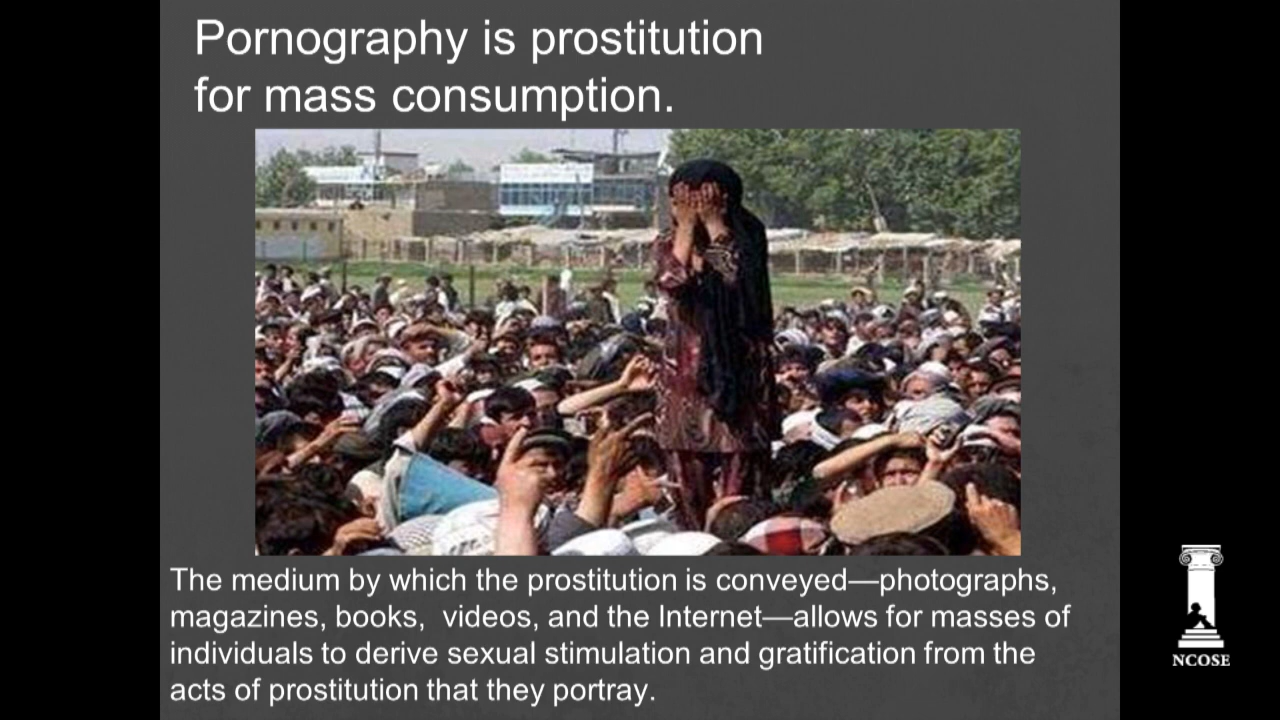 Pornography is prostitution
for mass consumption.
The medium by which the prostitution is conveyed—photographs,
magazines, books,  videos, and the Internet—allows for masses of
individuals to derive sexual stimulation and gratification from the
acts of prostitution that they portray.
NCOSE